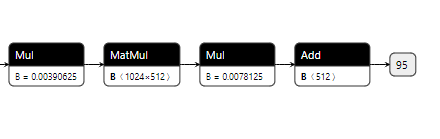 Mul
B = 0.00390625
MatMul
B〈1024×512〉
Mul
B = 0.0078125
Add
B〈512〉
95